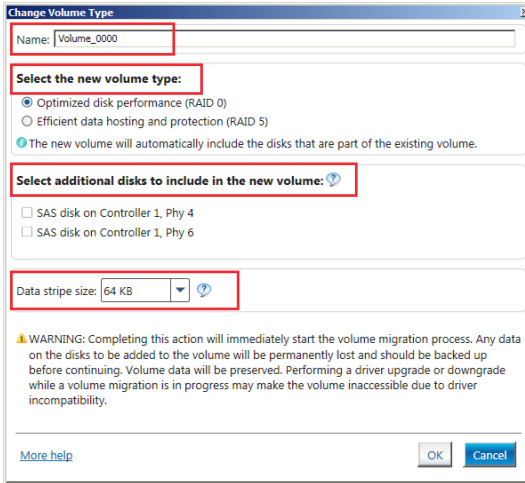 Change Volume Type
Name: Volume_0000
Select the new volume type:
Optimized disk performance (RAID 0)
Efficient data hosting and protection (RAID 5)
The new volume will automatically include the disks that are part of the existing volume.
Select additional disks to include in the new volume:
SAS disk on Controller 1, Phy 4
SAS disk on Controller 1, Phy 6
Data stripe size: 64 KB
WARNING: Completing this action will immediately start the volume migration process. Any data
on the disks to be added to the volume will be permanently lost and should be backed up
before continuing. Volume data will be preserved. Performing a driver upgrade or downgrade
while a volume migration is in progress may make the volume inaccessible due to driver
incompatibility.
More help
OK
Cancel